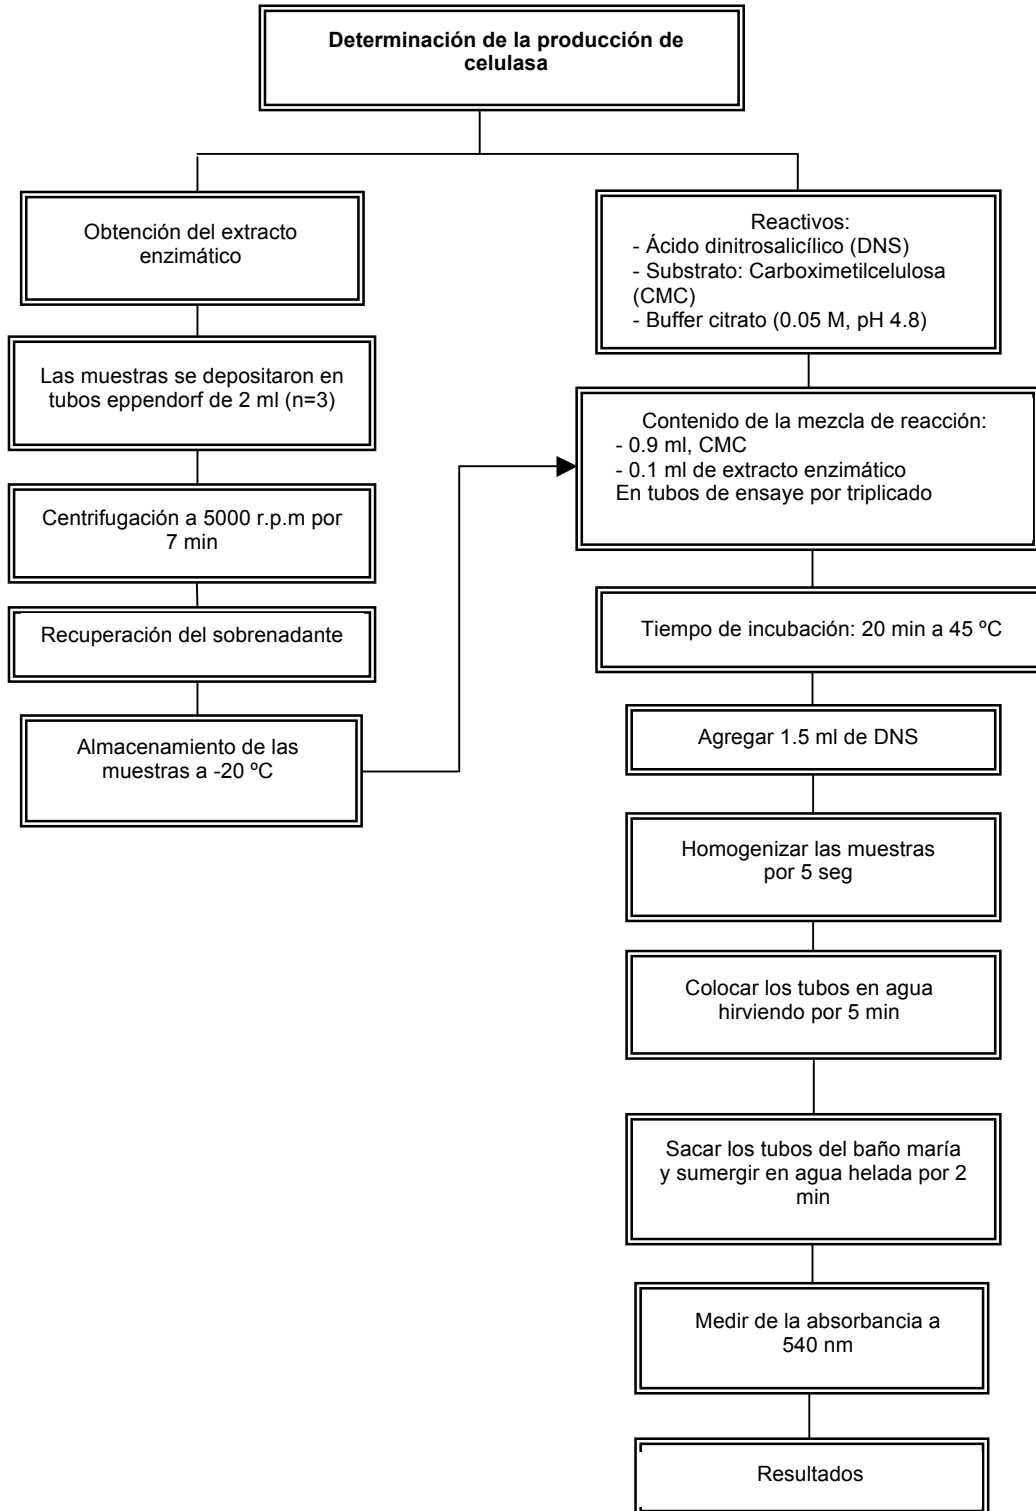 Determinación de la producción de
celulasa
Obtención del extracto
enzimático
Las muestras se depositaron en
tubos eppendorf de 2 ml (n=3)
Centrifugación a 5000 r.p.m por
7 min
Recuperación del sobrenadante
Almacenamiento de las
muestras a -20 ºC
Reactivos:
- Ácido dinitrosalicílico (DNS)
- Substrato: Carboximetilcelulosa
(CMC)
- Buffer citrato (0.05 M, pH 4.8)
Contenido de la mezcla de reacción:
- 0.9 ml, CMC
- 0.1 ml de extracto enzimático
En tubos de ensaye por triplicado
Tiempo de incubación: 20 min a 45 ºC
Agregar 1.5 ml de DNS
Homogenizar las muestras
por 5 seg
Colocar los tubos en agua
hirviendo por 5 min
Sacar los tubos del baño maría
y sumergir en agua helada por 2
min
Medir de la absorbancia a
540 nm
Resultados